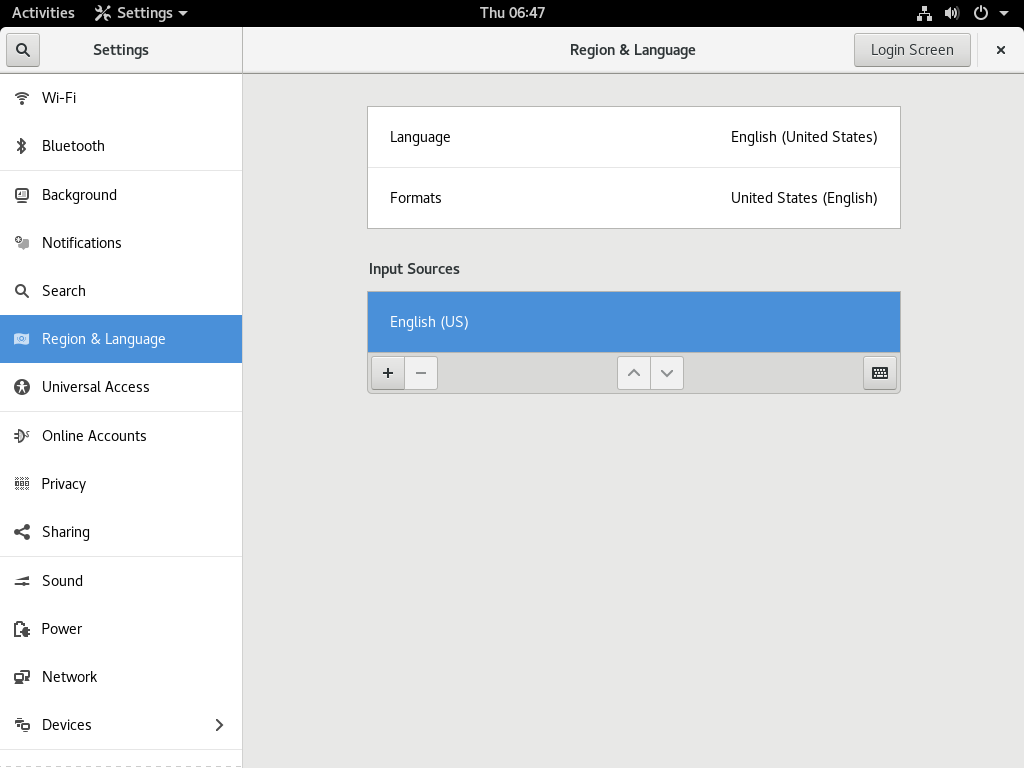 Activities Settings Thu 06:47
Settings Region & Language Login Screen
Wi-Fi
Bluetooth
Background
Notifications
Search
Region & Language
Universal Access
Online Accounts
Privacy
Sharing
Sound
Power
Network
Devices
Language English (United States)
Formats United States (English)
Input Sources
English (US)